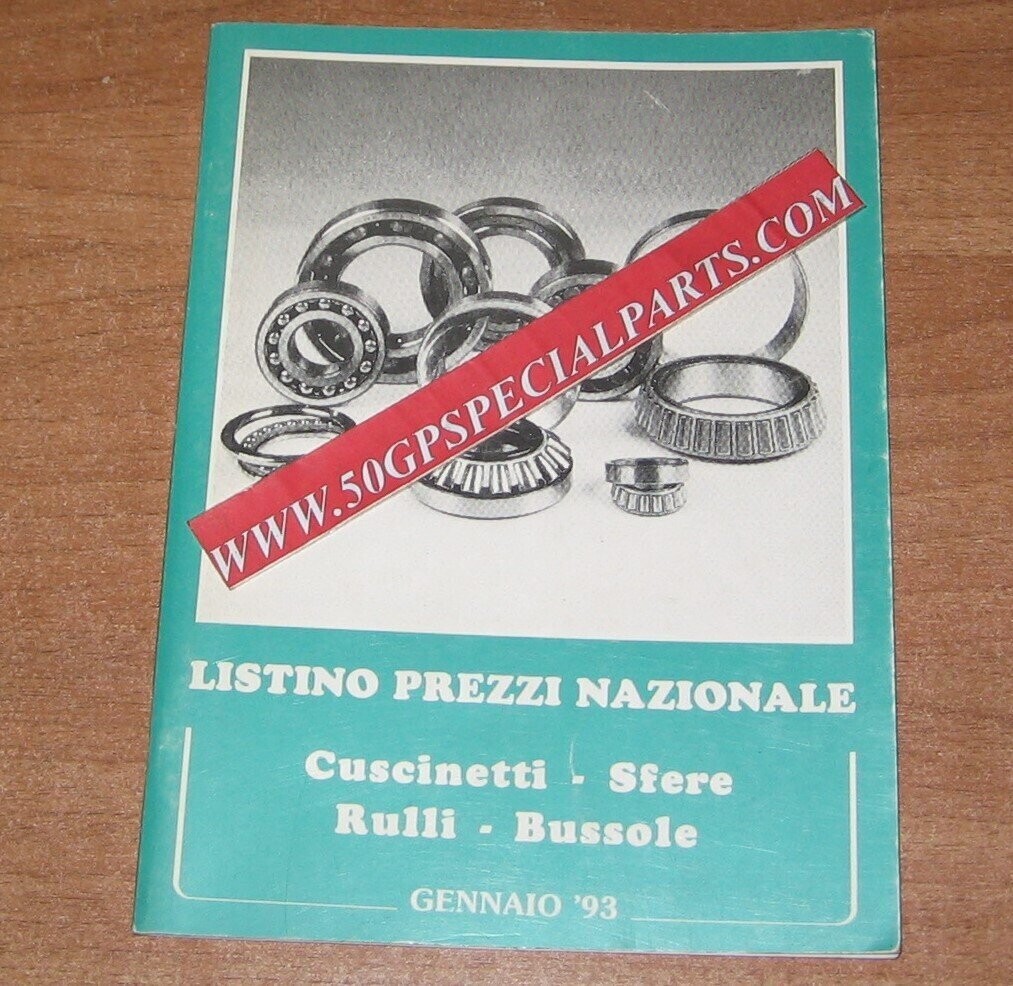 WWW.50GPSPECIALPARTS.COM
LISTINO PREZZI NAZIONALE
Cuscinetti - Sfere
Rulli - Bussole
GENNAIO '93